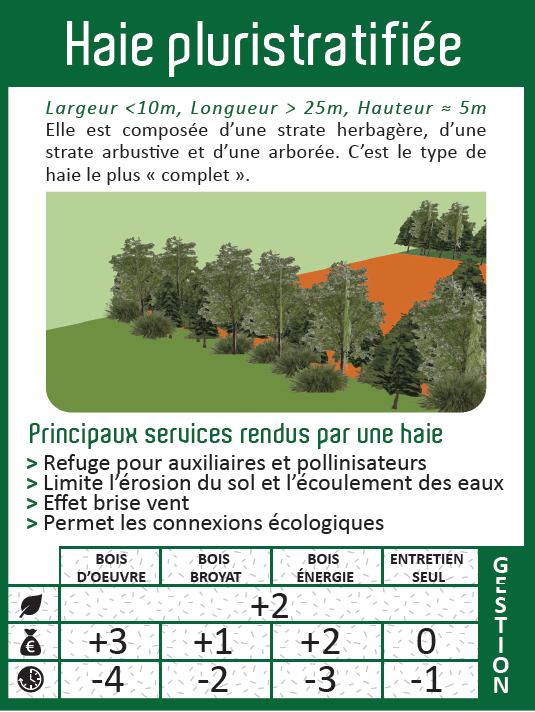 Haie pluristratifiée
Largeur <10m, Longueur > 25m, Hauteur ≈ 5m
Elle est composée d’une strate herbagère, d’une
strate arbustive et d’une arborée. C’est le type de
haie le plus « complet ».
Principaux services rendus par une haie
> Refuge pour auxiliaires et pollinisateurs
> Limite l’érosion du sol et l’écoulement des eaux
> Effet brise vent
> Permet les connexions écologiques
BOIS D’OEUVRE BOIS BROYAT BOIS ÉNERGIE ENTRETIEN SEUL
+2
€ +3 +1 +2 0
-4 -2 -3 -1
GESTION